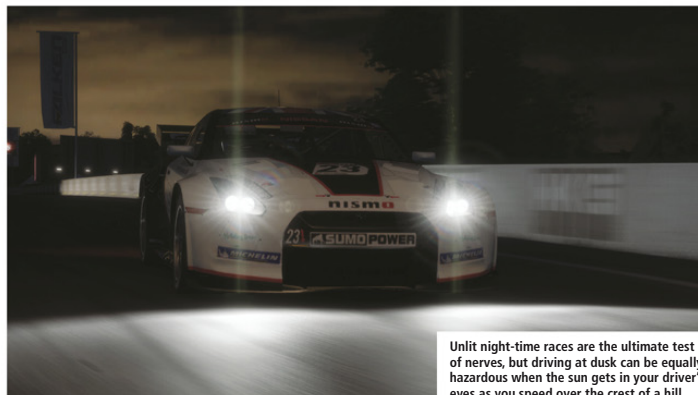 23
nismo
23 SUMOPOWER
MICHELIN
MICHELIN
Unlit night-time races are the ultimate test
of nerves, but driving at dusk can be equally
hazardous when the sun gets in your driver's
eyes as you speed over the crest of a hill